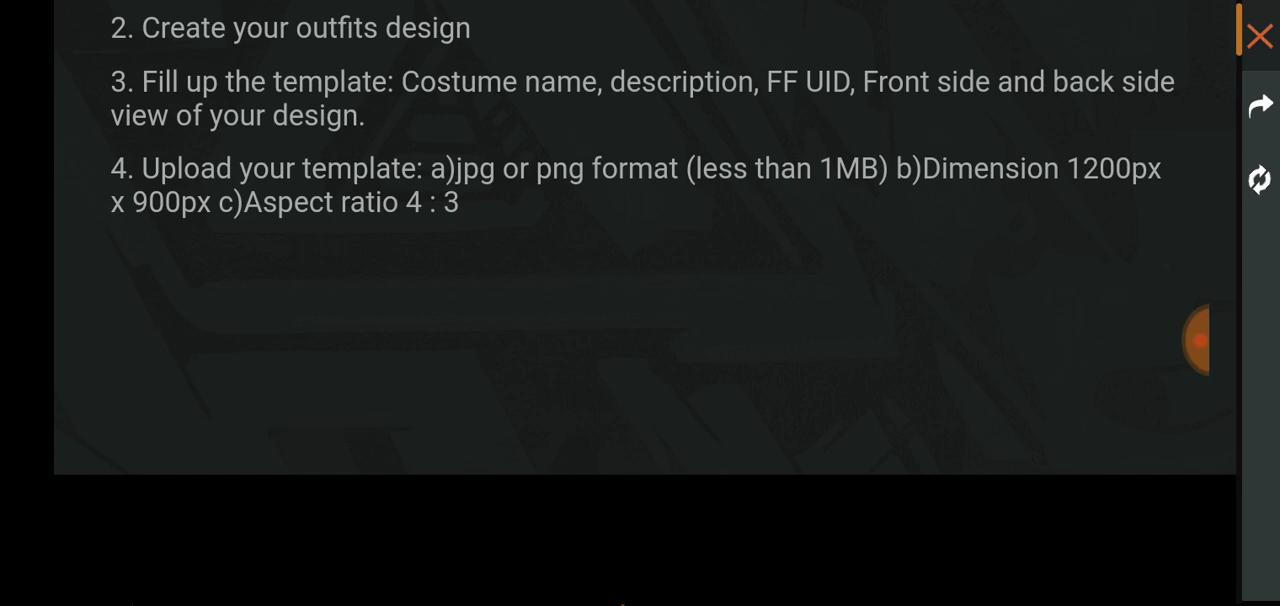 2. Create your outfits design
3. Fill up the template: Costume name, description, FF UID, Front side and back side
view of your design.
4. Upload your template: a)jpg or png format (less than 1MB) b)Dimension 1200px
x 900px c)Aspect ratio 4 : 3